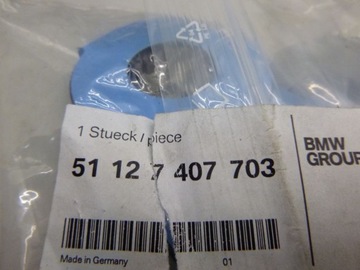 1 Stueck / piece
51 12 7 407 703
BMW
GROUP
Made in Germany
01